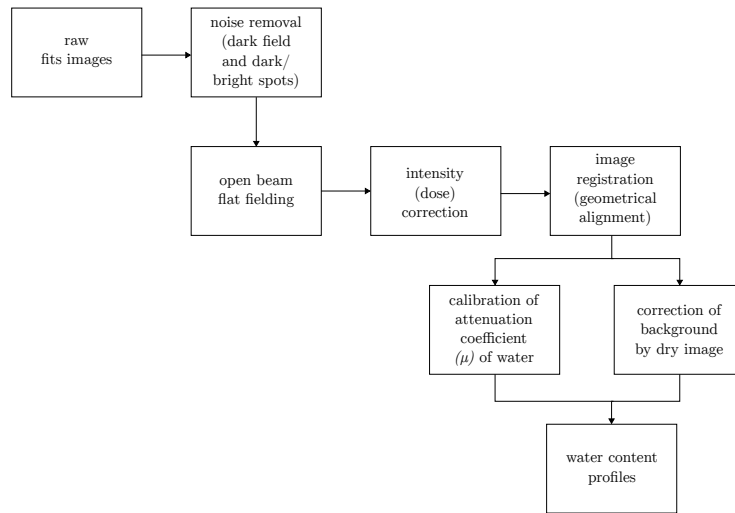 raw
fits images
noise removal
(dark field
and dark/
bright spots)
open beam
flat fielding
intensity
(dose)
correction
image
registration
(geometrical
alignment)
calibration of
attenuation
coefficient
(μ) of water
correction of
background
by dry image
water content
profiles